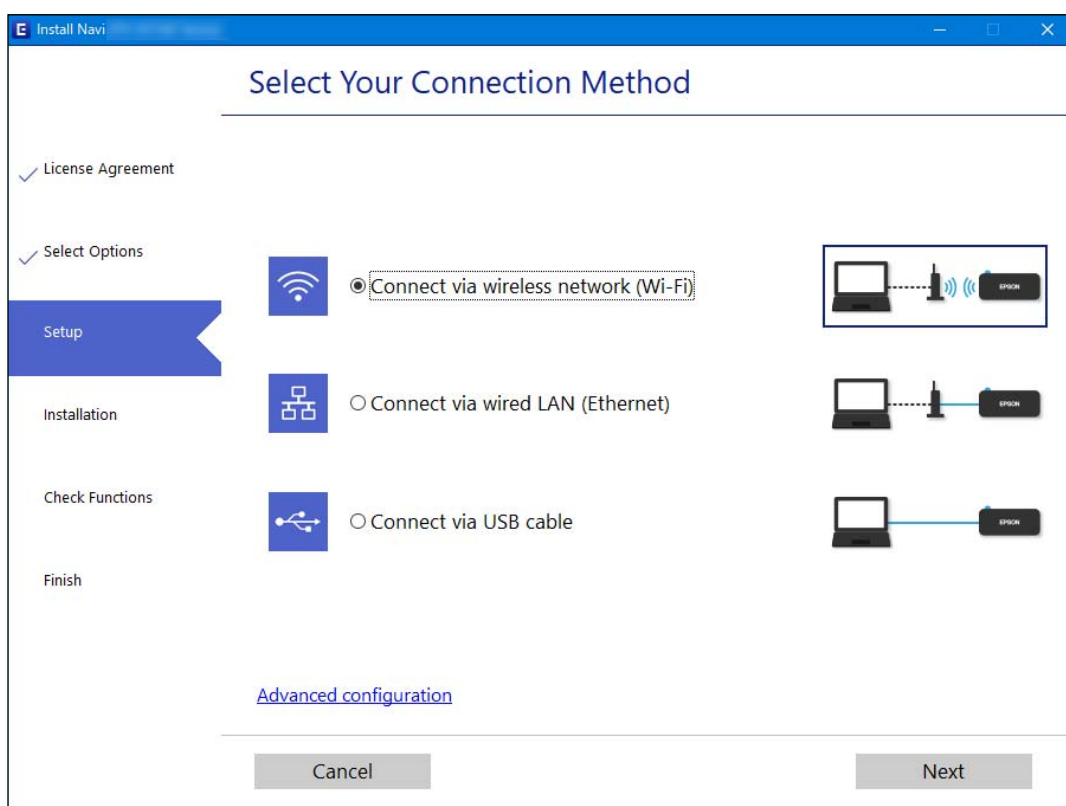 Install Navi
Select Your Connection Method
License Agreement
Select Options
Setup
Installation
Check Functions
Finish
Connect via wireless network (Wi-Fi)
EPSON
Connect via wired LAN (Ethernet)
EPSON
Connect via USB cable
EPSON
Advanced configuration
Cancel
Next